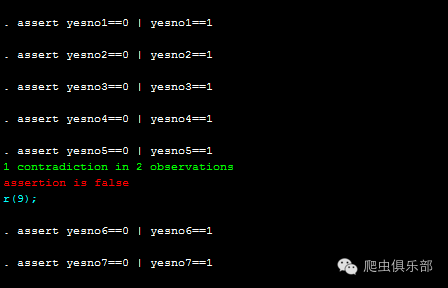 . assert yesno1==0 | yesno1==1
. assert yesno2==0 | yesno2==1
. assert yesno3==0 | yesno3==1
. assert yesno4==0 | yesno4==1
. assert yesno5==0 | yesno5==1
1 contradiction in 2 observations
assertion is false
r(9);
. assert yesno6==0 | yesno6==1
. assert yesno7==0 | yesno7==1
爬虫俱乐部